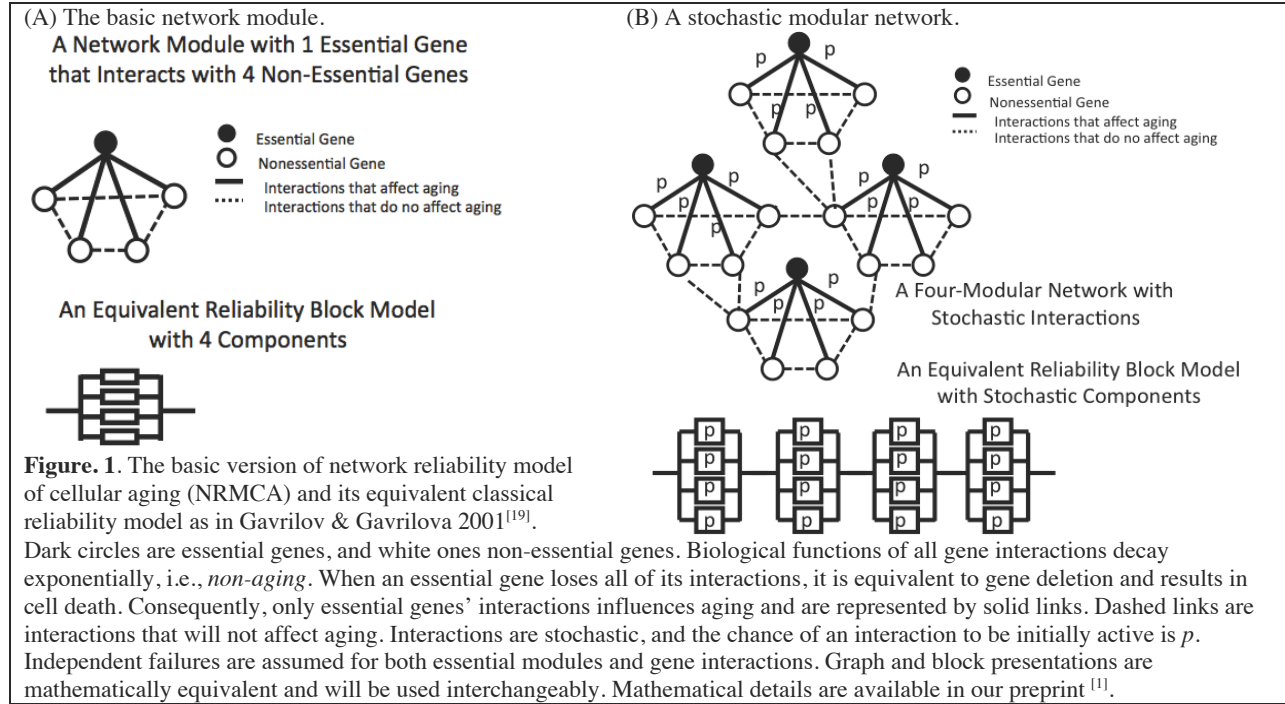 (A) The basic network module.
A Network Module with 1 Essential Gene
that Interacts with 4 Non-Essential Genes
Essential Gene
Nonessential Gene
Interactions that affect aging
Interactions that do no affect aging
An Equivalent Reliability Block Model
with 4 Components
(B) A stochastic modular network.
p p
p p
Essential Gene
Nonessential Gene
Interactions that affect aging
Interactions that do no affect aging
p p p p
p p p p
p p
p p
A Four-Modular Network with
Stochastic Interactions
An Equivalent Reliability Block Model
with Stochastic Components
p p p p
p p p p
p p p p
p p p p
Figure. 1. The basic version of network reliability model
of cellular aging (NRMCA) and its equivalent classical
reliability model as in Gavrilov & Gavrilova 2001[19].
Dark circles are essential genes, and white ones non-essential genes. Biological functions of all gene interactions decay
exponentially, i.e., non-aging. When an essential gene loses all of its interactions, it is equivalent to gene deletion and results in
cell death. Consequently, only essential genes' interactions influences aging and are represented by solid links. Dashed links are
interactions that will not affect aging. Interactions are stochastic, and the chance of an interaction to be initially active is p.
Independent failures are assumed for both essential modules and gene interactions. Graph and block presentations are
mathematically equivalent and will be used interchangeably. Mathematical details are available in our preprint [1].